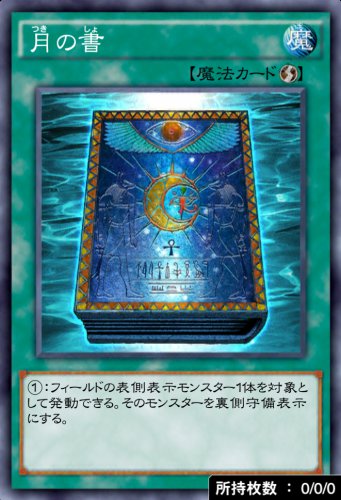 つき しょ
月の書
魔
【魔法カード】
①：フィールドの表側表示モンスター1体を対象
として発動できる。そのモンスターを裏側守備表示
にする。
所持枚数 ： 0/0/0